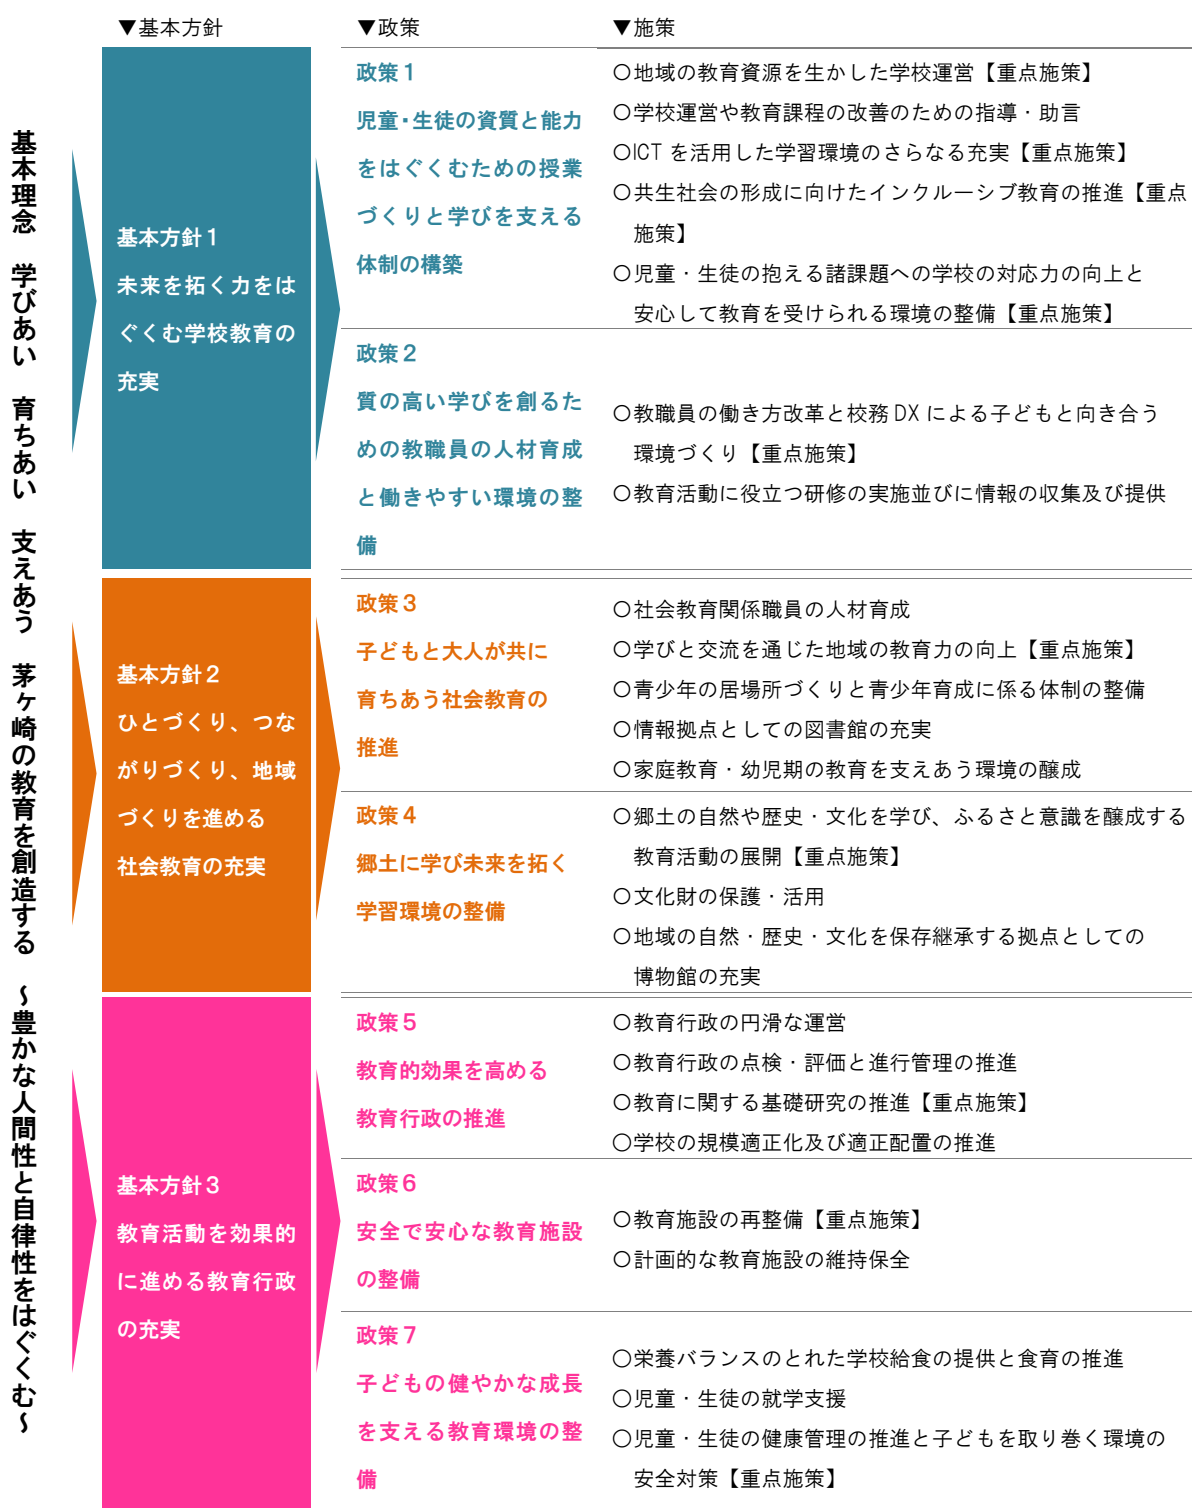 ▼基本方針
▼政策
▼施策
基本理念　学びあい　育ちあい　支えあう　茅ヶ崎の教育を創造する　～豊かな人間性と自律性をはぐくむ～
基本方針１
未来を拓く力をは
ぐくむ学校教育の
充実
政策１
児童・生徒の資質と能力
をはぐくむための授業
づくりと学びを支える
体制の構築
○地域の教育資源を生かした学校運営【重点施策】
○学校運営や教育課程の改善のための指導・助言
○ICT を活用した学習環境のさらなる充実【重点施策】
○共生社会の形成に向けたインクルーシブ教育の推進【重点
施策】
○児童・生徒の抱える諸課題への学校の対応力の向上と
安心して教育を受けられる環境の整備【重点施策】
政策２
質の高い学びを創るた
めの教職員の人材育成
と働きやすい環境の整
備
○教職員の働き方改革と校務 DX による子どもと向き合う
環境づくり【重点施策】
○教育活動に役立つ研修の実施並びに情報の収集及び提供
基本方針２
ひとづくり、つな
がりづくり、地域
づくりを進める
社会教育の充実
政策３
子どもと大人が共に
育ちあう社会教育の
推進
○社会教育関係職員の人材育成
○学びと交流を通じた地域の教育力の向上【重点施策】
○青少年の居場所づくりと青少年育成に係る体制の整備
○情報拠点としての図書館の充実
○家庭教育・幼児期の教育を支えあう環境の醸成
政策４
郷土に学び未来を拓く
学習環境の整備
○郷土の自然や歴史・文化を学び、ふるさと意識を醸成する
教育活動の展開【重点施策】
○文化財の保護・活用
○地域の自然・歴史・文化を保存継承する拠点としての
博物館の充実
基本方針３
教育活動を効果的
に進める教育行政
の充実
政策５
教育的効果を高める
教育行政の推進
○教育行政の円滑な運営
○教育行政の点検・評価と進行管理の推進
○教育に関する基礎研究の推進【重点施策】
○学校の規模適正化及び適正配置の推進
政策６
安全で安心な教育施設
の整備
○教育施設の再整備【重点施策】
○計画的な教育施設の維持保全
政策７
子どもの健やかな成長
を支える教育環境の整
備
○栄養バランスのとれた学校給食の提供と食育の推進
○児童・生徒の就学支援
○児童・生徒の健康管理の推進と子どもを取り巻く環境の
安全対策【重点施策】